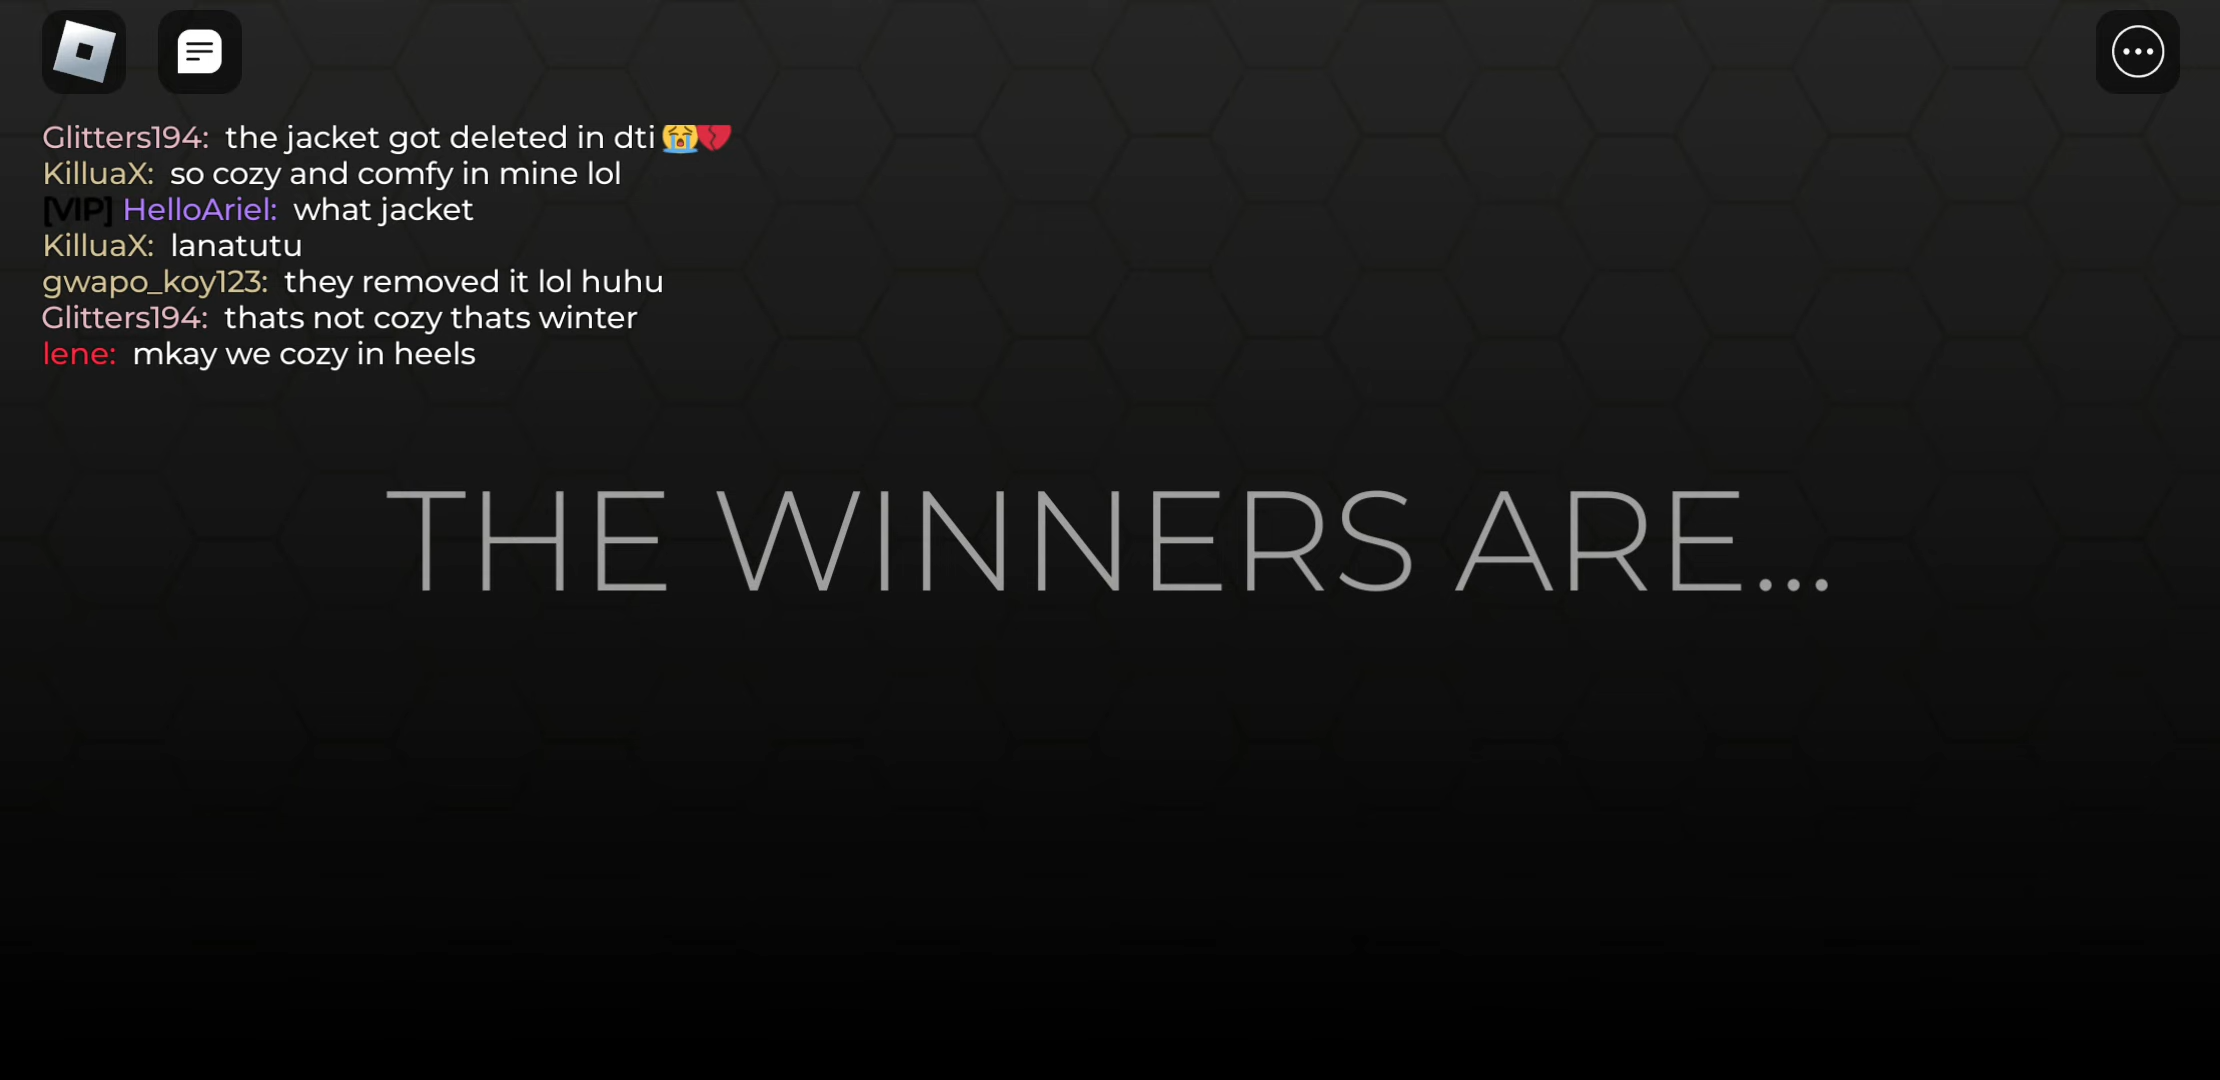 Glitters194: the jacket got deleted in dti 😭💔
KilluaX: so cozy and comfy in mine lol
[VIP] HelloAriel: what jacket
KilluaX: lanatutu
gwapo_koy123: they removed it lol huhu
Glitters194: thats not cozy thats winter
lene: mkay we cozy in heels
THE WINNERS ARE...